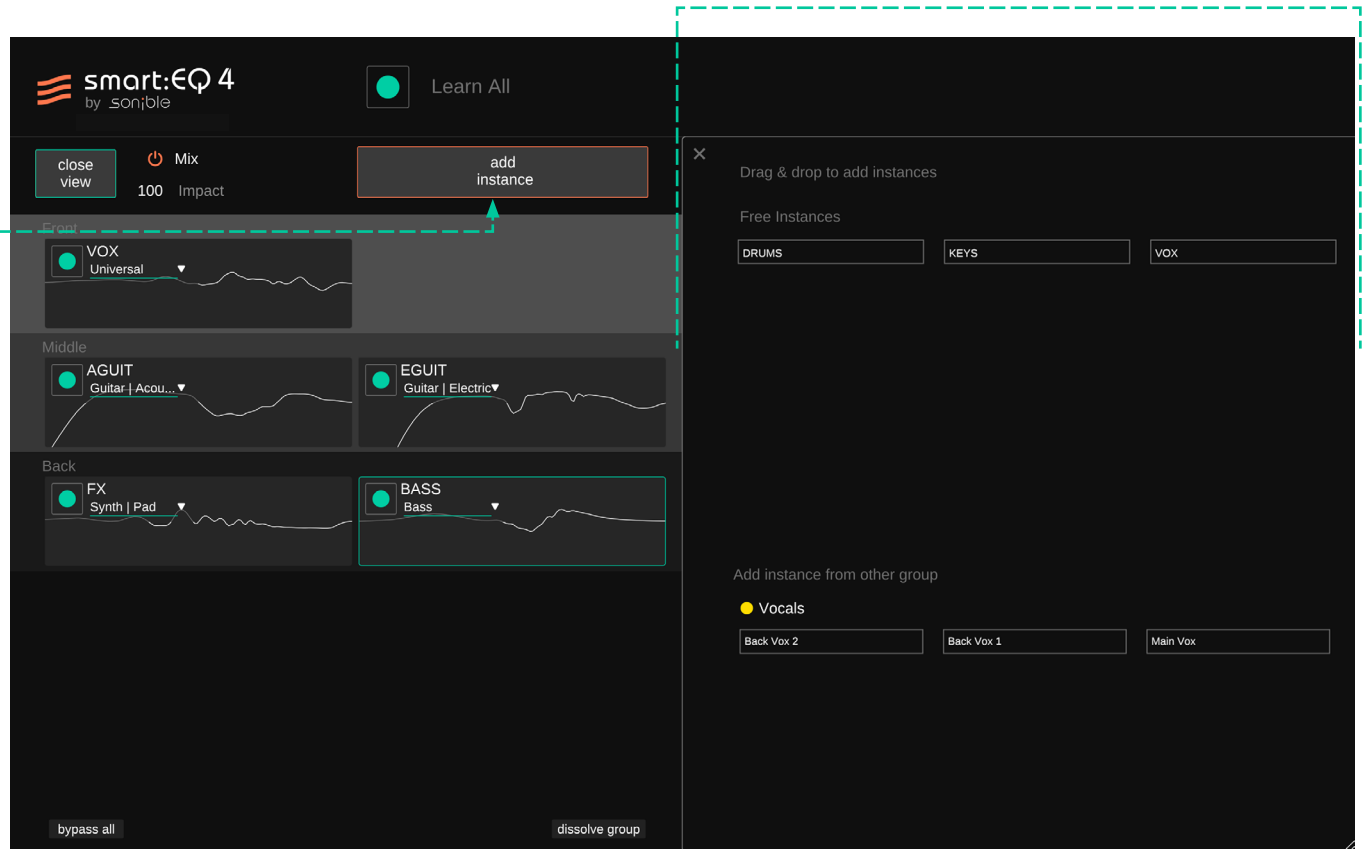 smart:EQ 4
by sonible
Learn All
close
view
Mix
100 Impact
add
instance
Drag & drop to add instances
Free Instances
DRUMS
KEYS
VOX
Front
VOX
Universal
Middle
AGUIT
Guitar | Acou...
EGUIT
Guitar | Electric
Back
FX
Synth | Pad
BASS
Bass
Add instance from other group
Vocals
Back Vox 2
Back Vox 1
Main Vox
bypass all
dissolve group